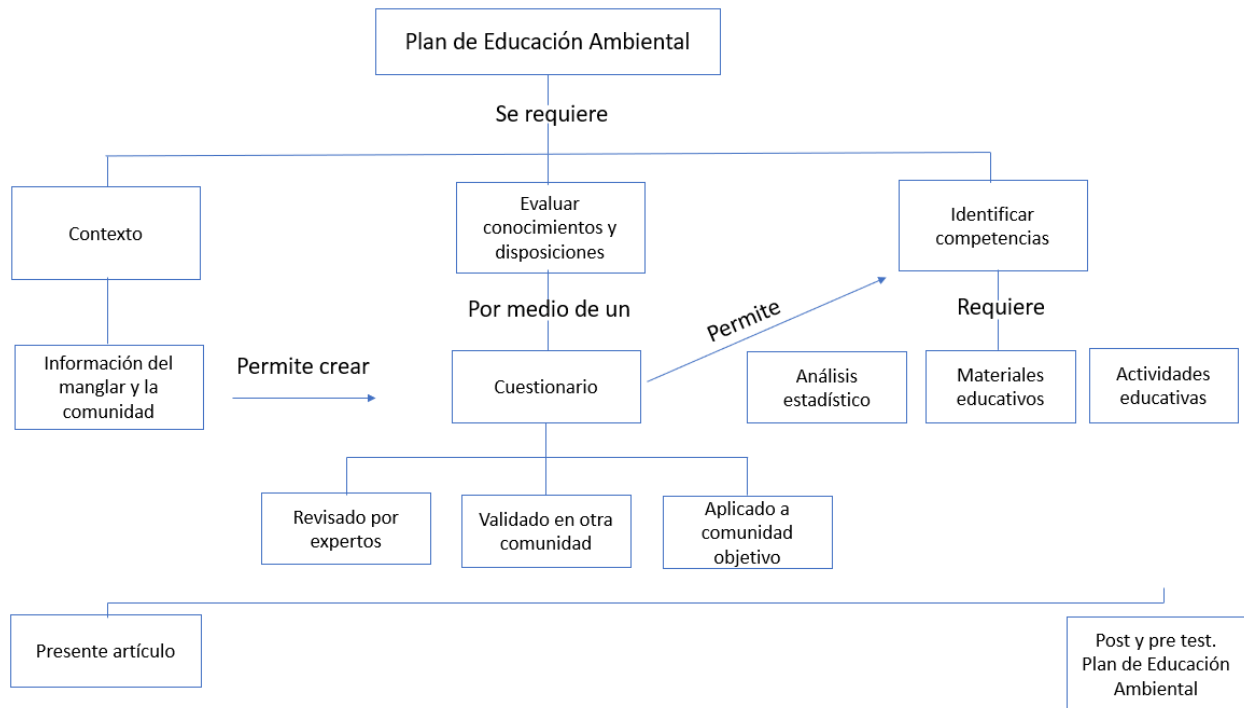 Plan de Educación Ambiental
Se requiere
Contexto
Evaluar
conocimientos y
disposiciones
Identificar
competencias
Por medio de un
Permite
Requiere
Información del
manglar y la
comunidad
Permite crear
Cuestionario
Análisis
estadístico
Materiales
educativos
Actividades
educativas
Revisado por
expertos
Validado en otra
comunidad
Aplicado a
comunidad
objetivo
Presente artículo
Post y pre test.
Plan de Educación
Ambiental